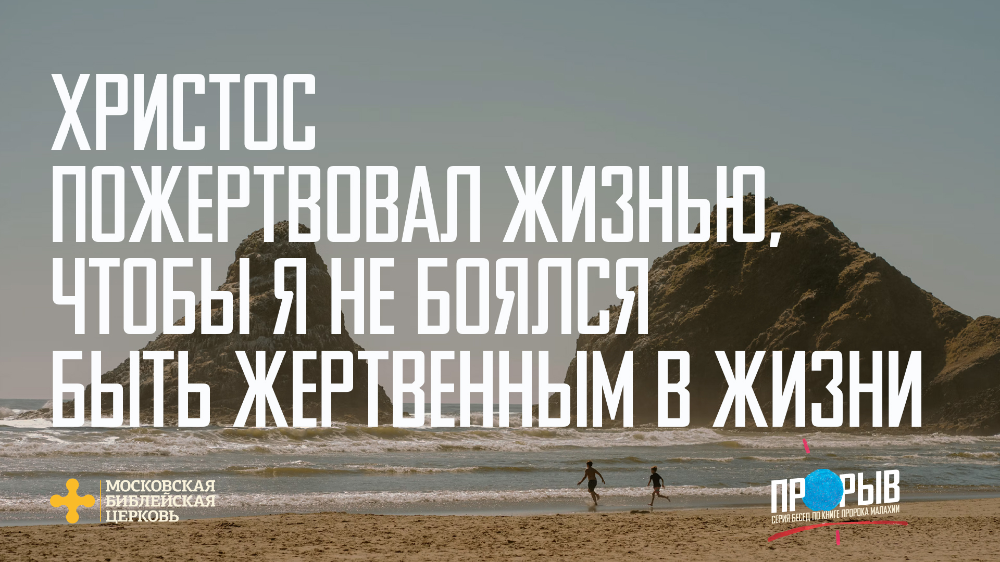 ХРИСТОС
ПОЖЕРТВОВАЛ ЖИЗНЬЮ,
ЧТОБЫ Я НЕ БОЯЛСЯ
БЫТЬ ЖЕРТВЕННЫМ В ЖИЗНИ
МОСКОВСКАЯ
БИБЛЕЙСКАЯ
ЦЕРКОВЬ
ПРОРЫВ
СЕРИЯ БЕСЕД ПО КНИГЕ ПРОРОКА МАЛАХИИ